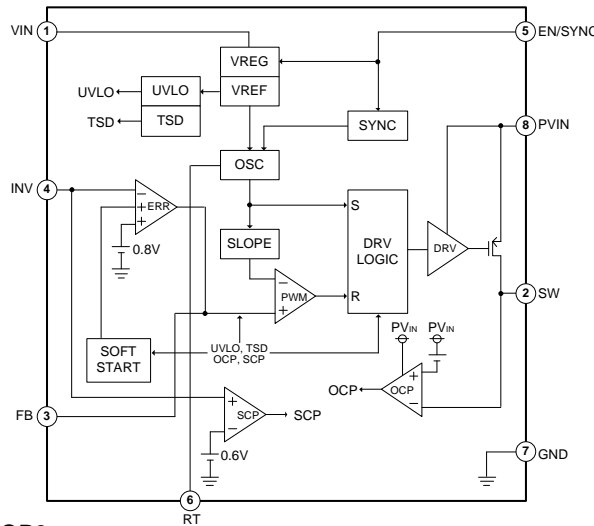 VIN
1
5
EN/SYNC
VREG
UVLO
UVLO
VREF
TSD
TSD
SYNC
8
PVIN
OSC
INV
4
−
+
+
ERR
S
DRV
LOGIC
R
DRV
0.8V
SLOPE
−
+
PWM
2
SW
SOFT
START
UVLO, TSD
OCP, SCP
PVIN
PVIN
OCP
OCP
+
−
FB
3
+
−
SCP
SCP
0.6V
7
GND
6
RT